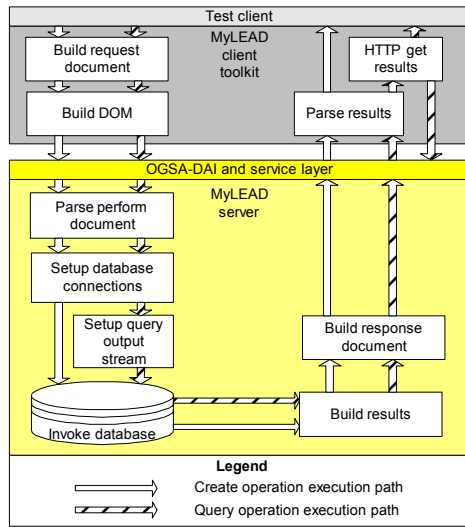 Test client
MyLEAD
client
toolkit
Build request
document
HTTP get
results
Build DOM
Parse results
OGSA-DAI and service layer
MyLEAD
server
Parse perform
document
Setup database
connections
Setup query
output
stream
Build response
document
Invoke database
Build results
Legend
Create operation execution path
Query operation execution path